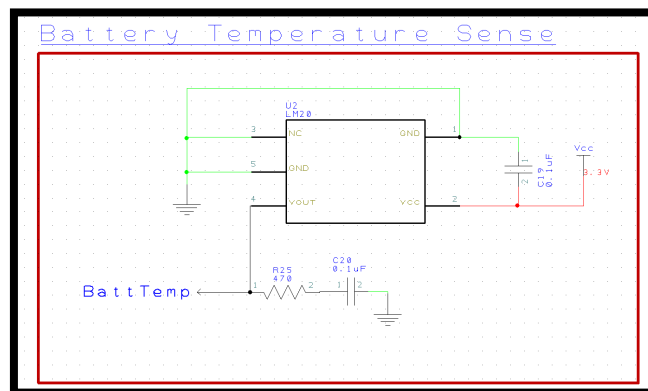 Battery Temperature Sense
U2
LM20
3 NC GND 1
5 GND
4 VOUT VCC 2
1
2
C19
0.1uF
Vcc
3.3V
BattTemp
1 R25 2
470
C20
0.1uF
1 2